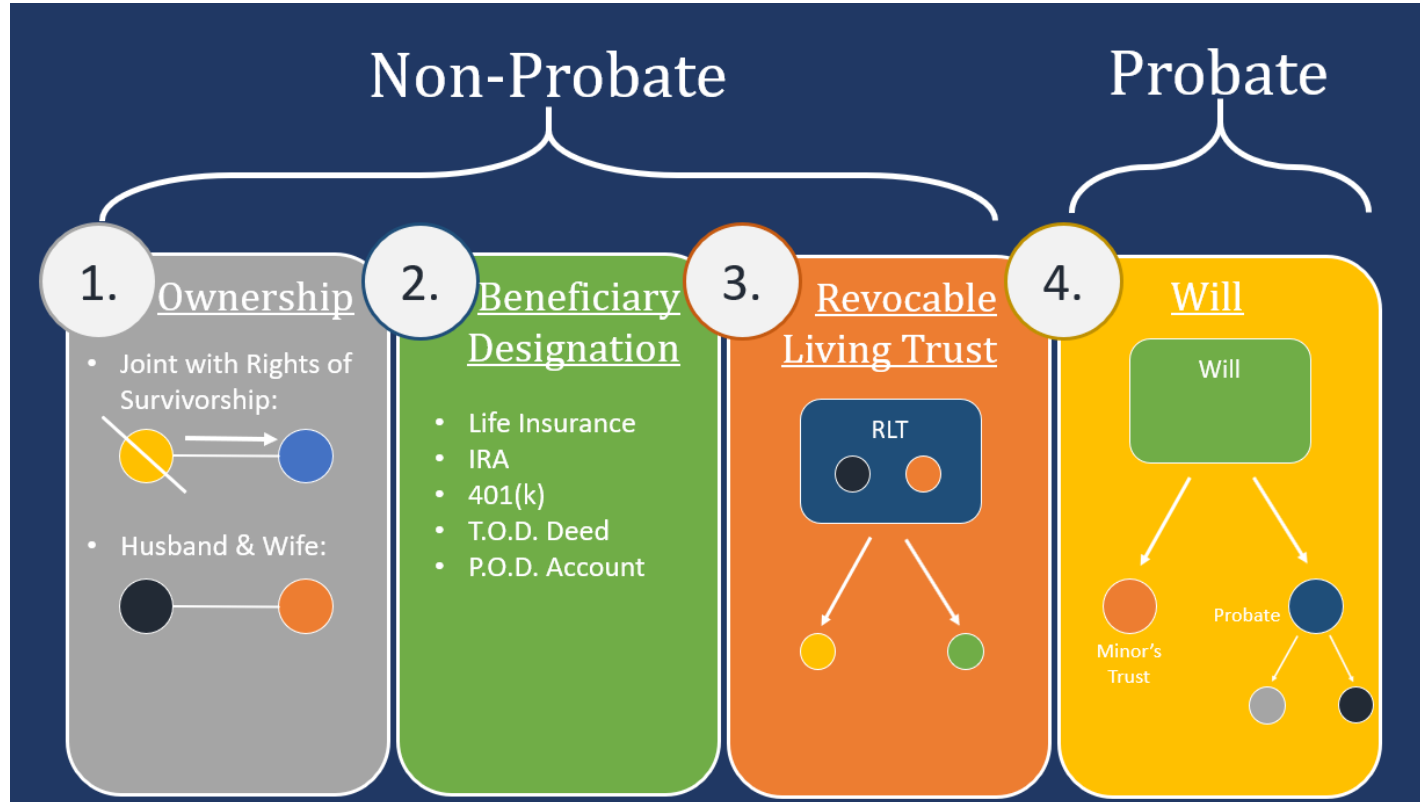 Non-Probate
Probate
1.
Ownership
• Joint with Rights of
Survivorship:
• Husband & Wife:
2.
Beneficiary
Designation
• Life Insurance
• IRA
• 401(k)
• T.O.D. Deed
• P.O.D. Account
3.
Revocable
Living Trust
RLT
4.
Will
Will
Minor's
Trust
Probate